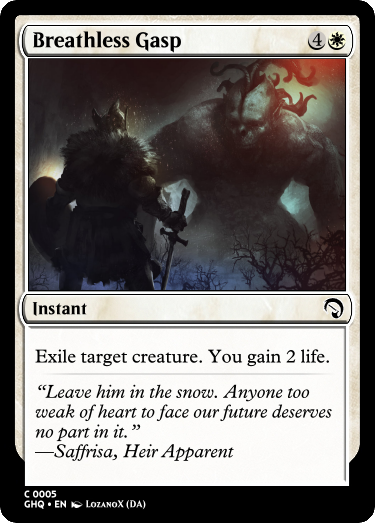 Breathless Gasp 4
Instant
Exile target creature. You gain 2 life.
“Leave him in the snow. Anyone too
weak of heart to face our future deserves
no part in it.”
—Saffrisa, Heir Apparent
C 0005
GHQ • EN LozanoX (DA)